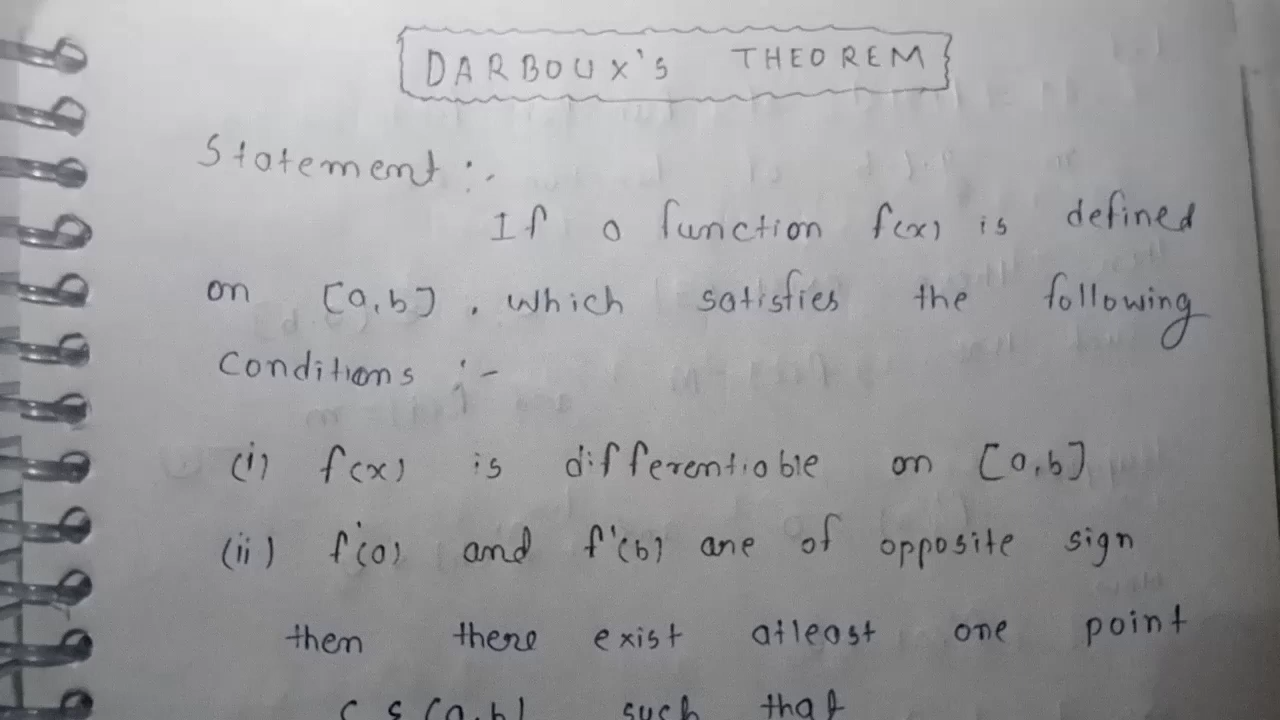 DARBOUX's THEOREM
Statement :-
If a function f(x) is defined
on [a,b] , which satisfies the following
Conditions :-
(i) f(x) is differentiable on [a,b]
(ii) f'(a) and f'(b) are of opposite sign
then there exist atleast one point
C ε (a,b) such that